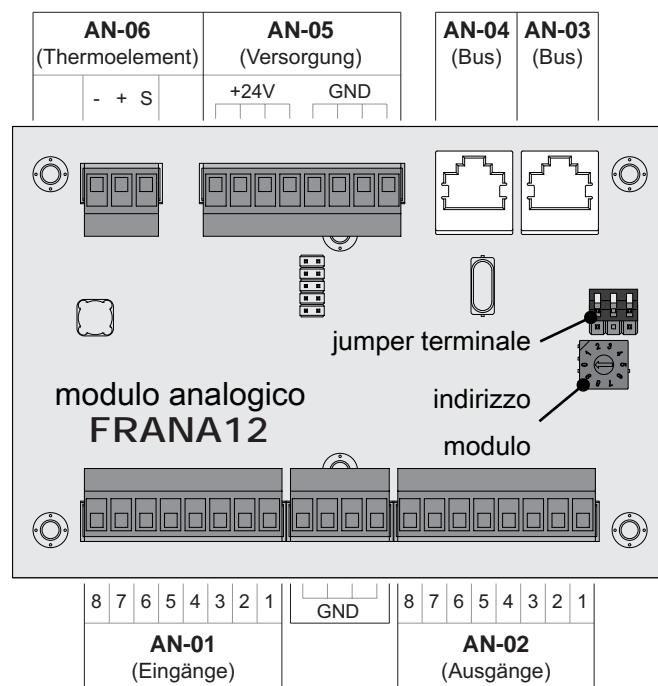 AN-06
(Thermoelement)
- + S
AN-05
(Versorgung)
+24V GND
AN-04
(Bus)
AN-03
(Bus)
jumper terminale
indirizzo
modulo
modulo analogico
FRANA12
8 7 6 5 4 3 2 1
AN-01
(Eingänge)
GND
8 7 6 5 4 3 2 1
AN-02
(Ausgänge)